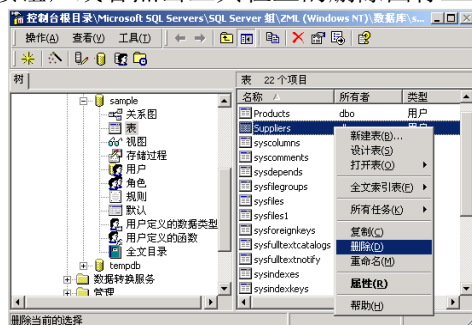 控制台根目录\Microsoft SQL Servers\SQL Server 组\ZML (Windows NT)\数据库\s...
操作(A) 查看(V) 工具(T)
树
表 22 个项目
sample
关系图
表
视图
存储过程
用户
角色
规则
默认
用户定义的数据类型
用户定义的函数
全文目录
tempdb
数据转换服务
管理
名称 所有者 类型
Products dbo 用户
Suppliers
syscolumns
syscomments
sysdepends
sysfilegroups
sysfiles
sysfiles1
sysforeignkeys
sysfulltextcatalogs
sysfulltextnotify
sysindexes
sysindexkeys
新建表(B)...
设计表(S)
打开表(O)
全文索引表(F)
所有任务(K)
复制(C)
删除(D)
重命名(M)
属性(R)
帮助(H)
删除当前的选择